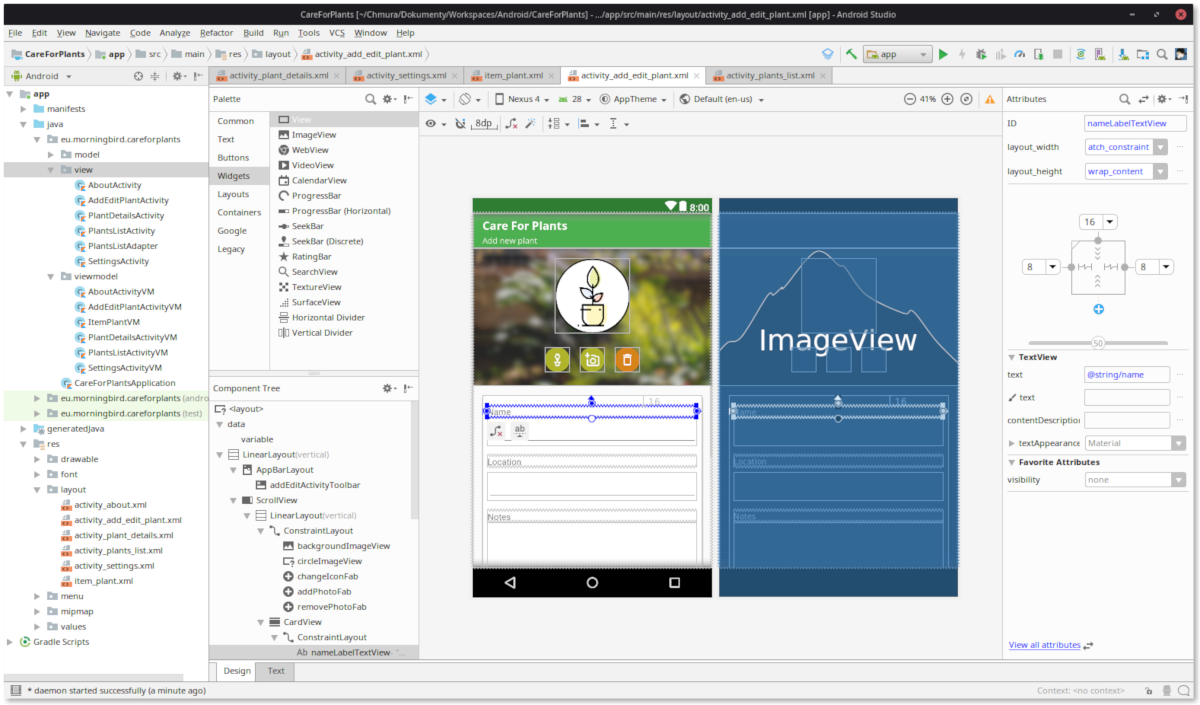 CareForPlants [~/Chmura/Dokumenty/Workspaces/Android/CareForPlants] - .../app/src/main/res/layout/activity_add_edit_plant.xml [app] - Android Studio
File Edit View Navigate Code Analyze Refactor Build Run Tools VCS Window Help
CareForPlants app src main res layout activity_add_edit_plant.xml app
Android
activity_plant_details.xml activity_settings.xml item_plant.xml activity_add_edit_plant.xml activity_plants_list.xml
app
manifests
java
eu.morningbird.careforplants
model
view
AboutActivity
AddEditPlantActivity
PlantDetailsActivity
PlantsListActivity
PlantsListAdapter
SettingsActivity
viewmodel
AboutActivityVM
AddEditPlantActivityVM
ItemPlantVM
PlantDetailsActivityVM
PlantsListActivityVM
SettingsActivityVM
CareForPlantsApplication
eu.morningbird.careforplants (andro
eu.morningbird.careforplants (test)
generatedJava
res
drawable
font
layout
activity_about.xml
activity_add_edit_plant.xml
activity_plant_details.xml
activity_plants_list.xml
activity_settings.xml
item_plant.xml
menu
mipmap
values
Gradle Scripts
Palette
Common
Text
Buttons
Widgets
Layouts
Containers
Google
Legacy
View
ImageView
WebView
VideoView
CalendarView
ProgressBar
ProgressBar (Horizontal)
SeekBar
SeekBar (Discrete)
RatingBar
SearchView
TextureView
SurfaceView
Horizontal Divider
Vertical Divider
Component Tree
<layout>
data
variable
LinearLayout(vertical)
AppBarLayout
addEditActivityToolbar
ScrollView
LinearLayout(vertical)
ConstraintLayout
backgroundImageView
circleImageView
changeIconFab
addPhotoFab
removePhotoFab
CardView
ConstraintLayout
Ab nameLabelTextView- "...
Nexus 4 28 AppTheme Default (en-us) 41%
8dp
8:00
Care For Plants
Add new plant
16
Name
ab
Location
Notes
ImageView
16
Name
Location
Notes
Design Text
Attributes
ID nameLabelTextView
layout_width atch_constraint
layout_height wrap_content
16
8 8
50
TextView
text @string/name
text
contentDescription
textAppearance Material
Favorite Attributes
visibility none
View all attributes
* daemon started successfully (a minute ago)
Context: <no context>